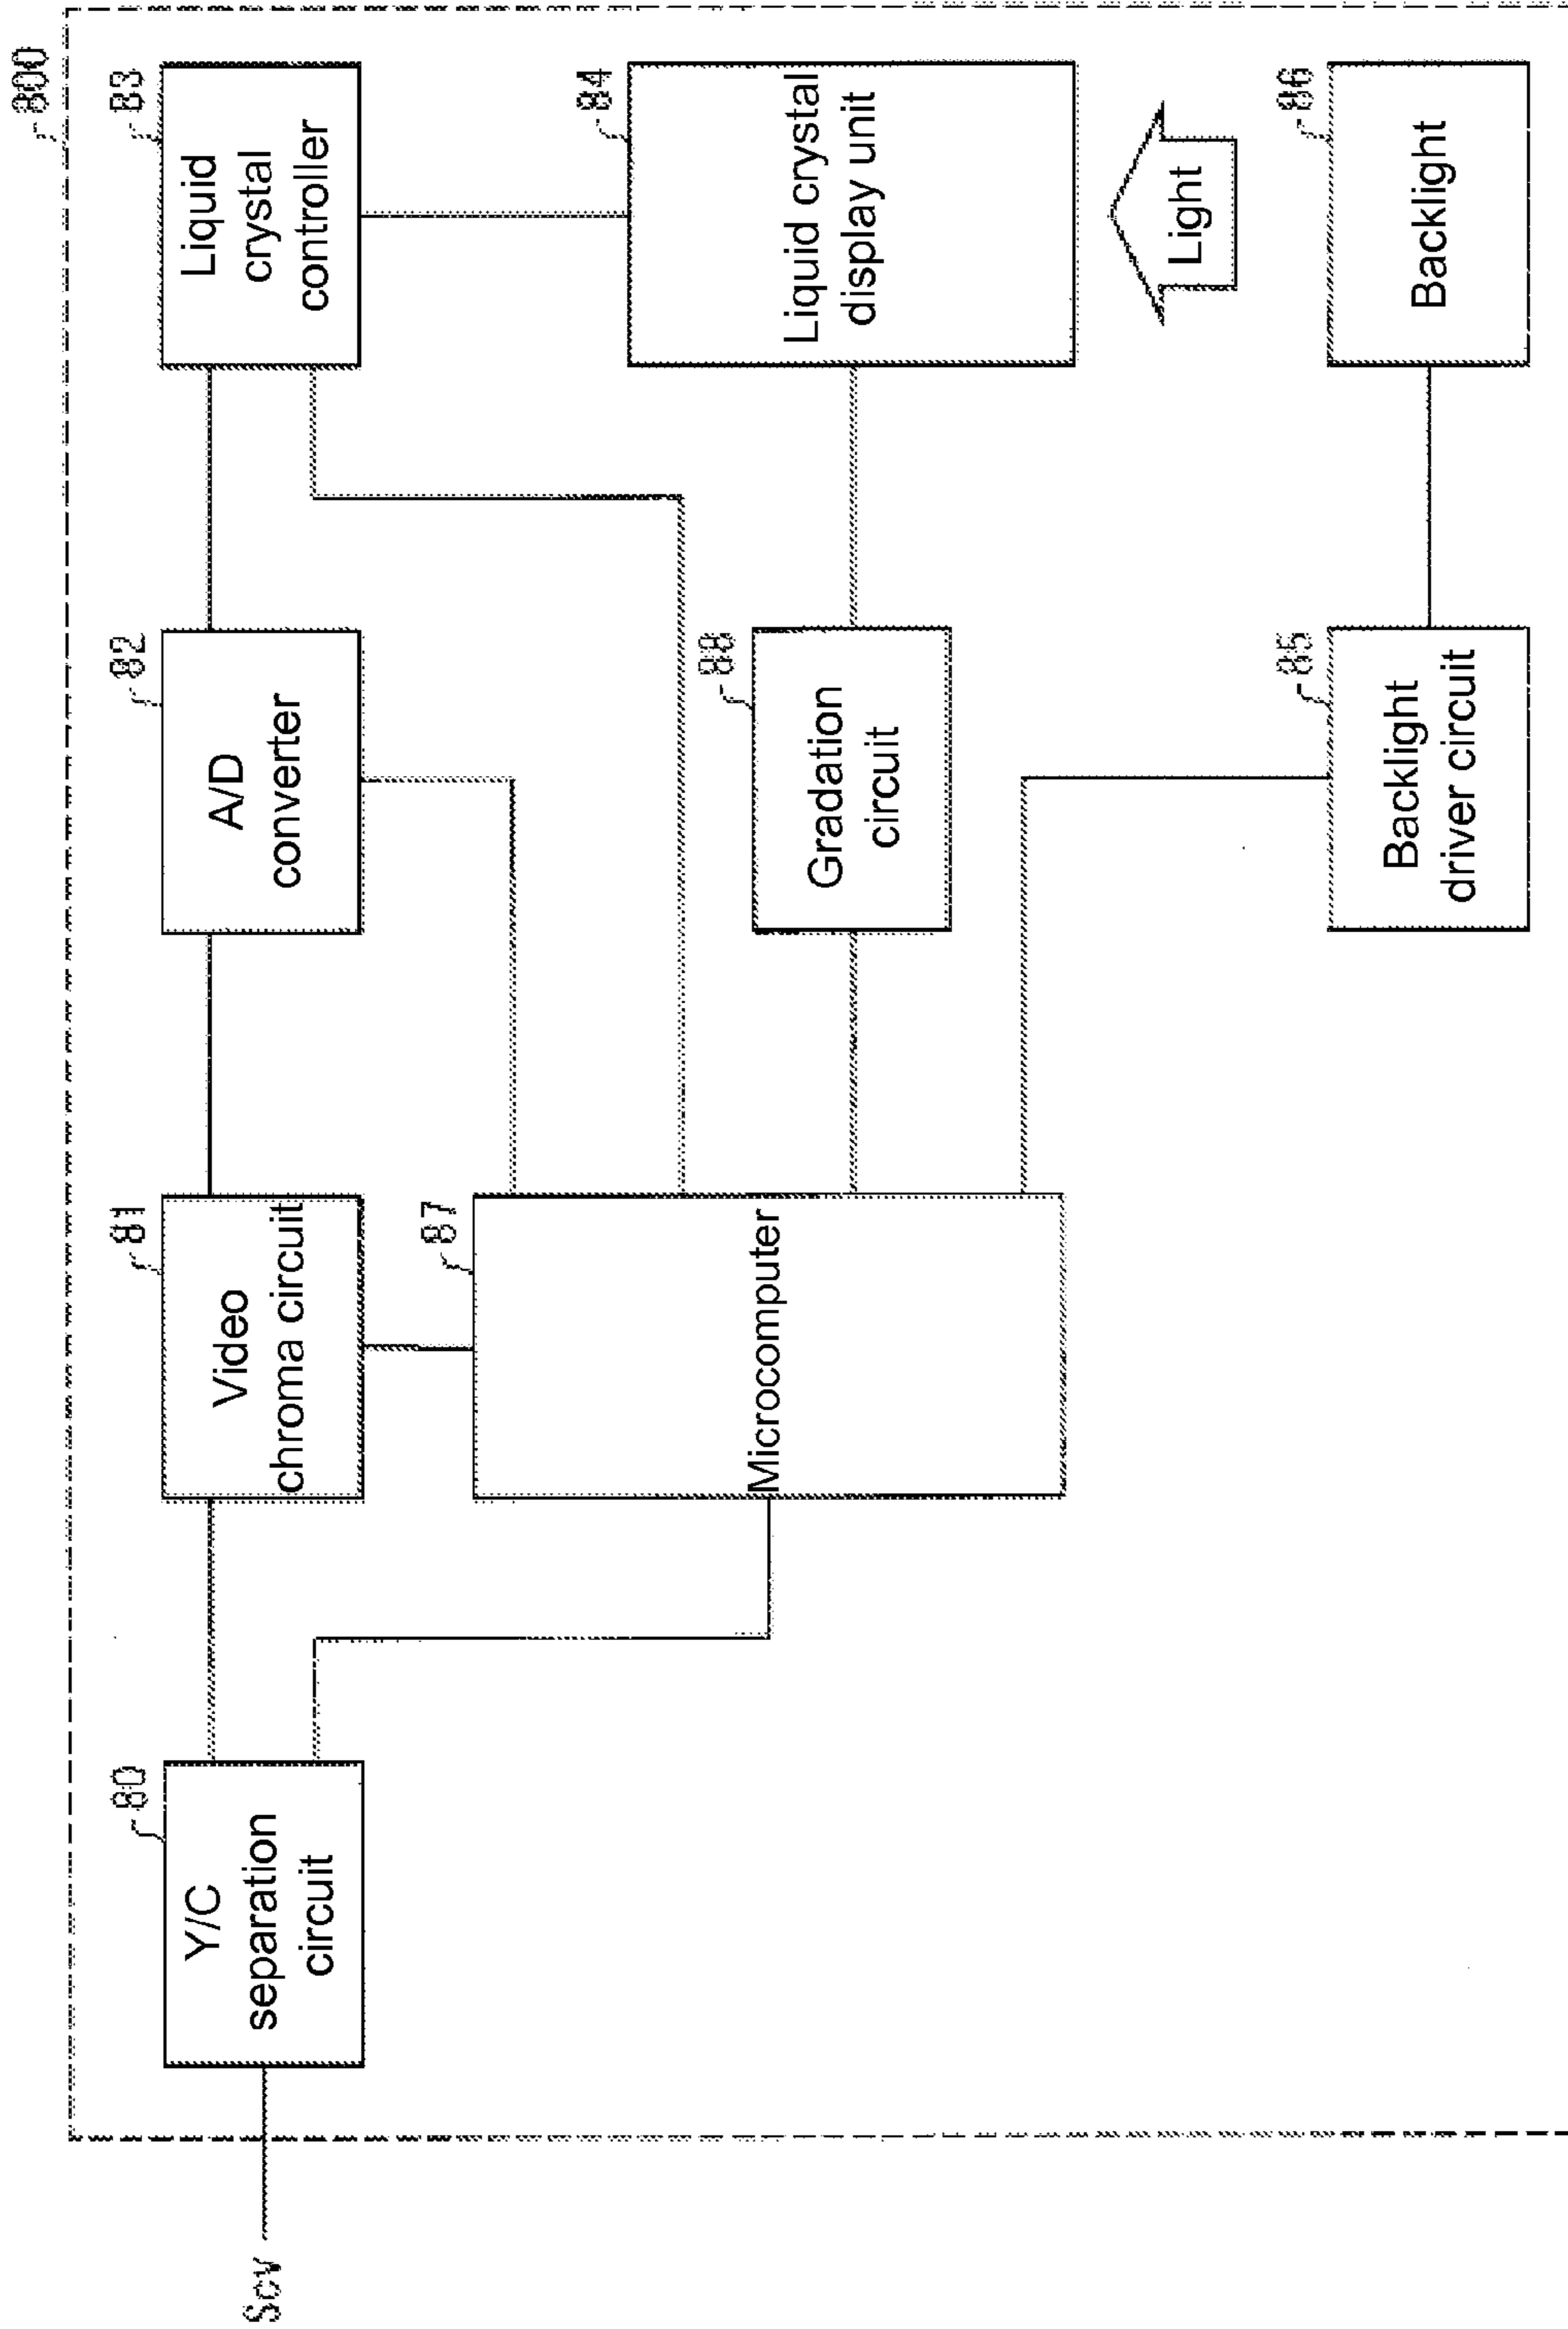 800
Scv
80
Y/C
separation
circuit
81
Video
chroma circuit
82
A/D
converter
83
Liquid
crystal
controller
87
Microcomputer
88
Gradation
circuit
84
Liquid crystal
display unit
Light
85
Backlight
driver circuit
86
Backlight